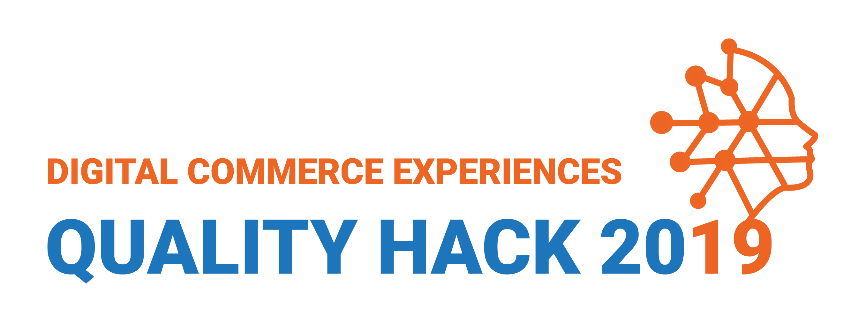 DIGITAL COMMERCE EXPERIENCES
QUALITY HACK 2019